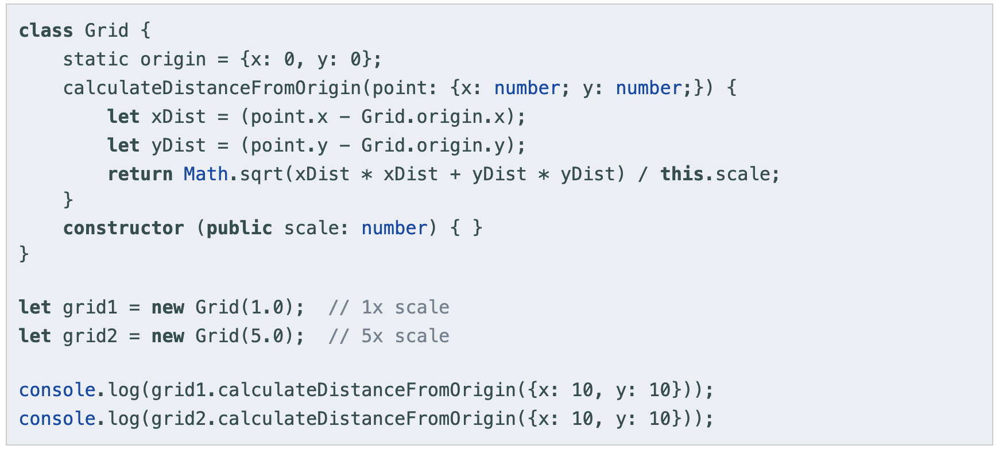 class Grid {
    static origin = {x: 0, y: 0};
    calculateDistanceFromOrigin(point: {x: number; y: number;}) {
        let xDist = (point.x - Grid.origin.x);
        let yDist = (point.y - Grid.origin.y);
        return Math.sqrt(xDist * xDist + yDist * yDist) / this.scale;
    }
    constructor (public scale: number) { }
}

let grid1 = new Grid(1.0);  // 1x scale
let grid2 = new Grid(5.0);  // 5x scale

console.log(grid1.calculateDistanceFromOrigin({x: 10, y: 10}));
console.log(grid2.calculateDistanceFromOrigin({x: 10, y: 10}));